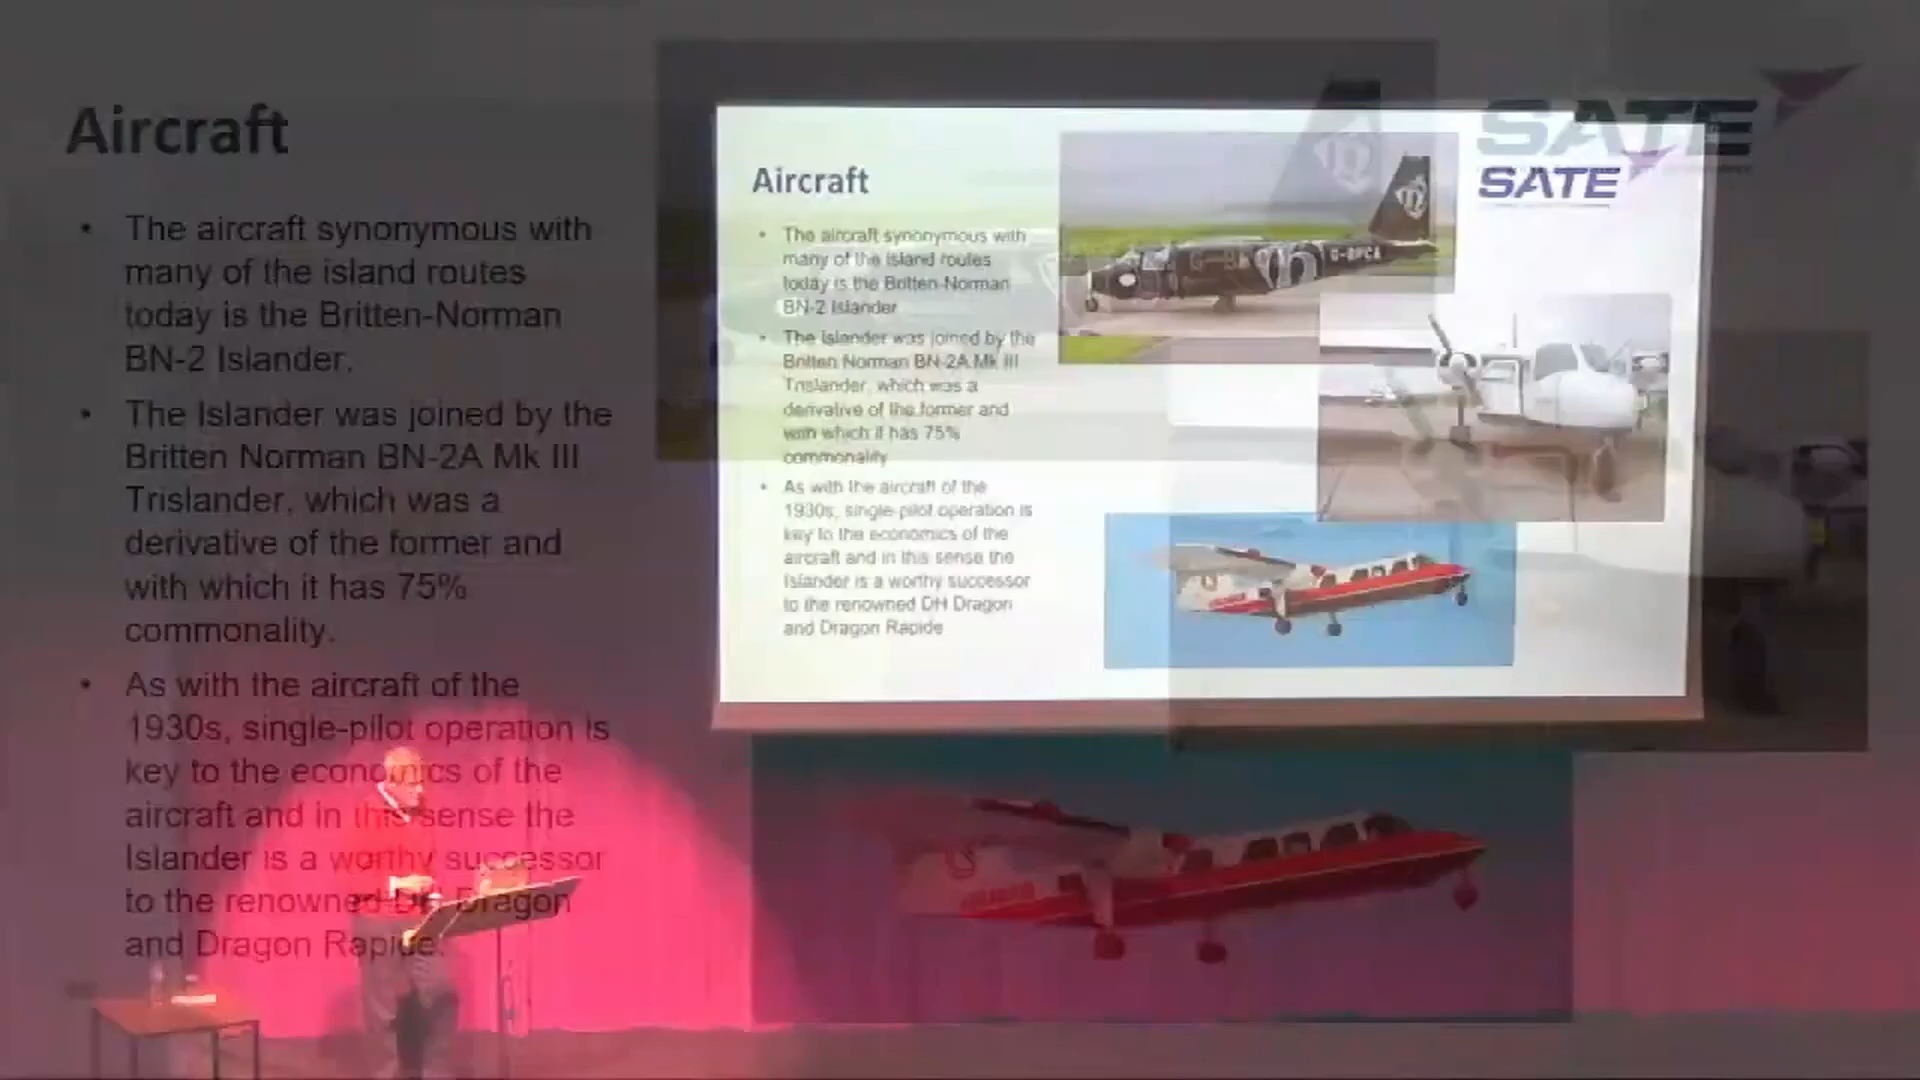 Aircraft
• The aircraft synonymous with
many of the island routes
today is the Britten-Norman
BN-2 Islander.
• The Islander was joined by the
Britten Norman BN-2A Mk III
Trislander, which was a
derivative of the former and
with which it has 75%
commonality.
• As with the aircraft of the
1930s, single-pilot operation is
key to the economics of the
aircraft and in this sense the
Islander is a worthy successor
to the renowned DH Dragon
and Dragon Rapide.
SATE
Aircraft
• The aircraft synonymous with
many of the island routes
today is the Britten-Norman
BN-2 Islander
• The Islander was joined by the
Britten Norman BN-2A Mk III
Trislander, which was a
derivative of the former and
with which it has 75%
commonality
• As with the aircraft of the
1930s, single-pilot operation is
key to the economics of the
aircraft and in this sense the
Islander is a worthy successor
to the renowned DH Dragon
and Dragon Rapide
SATE
G-BPCA